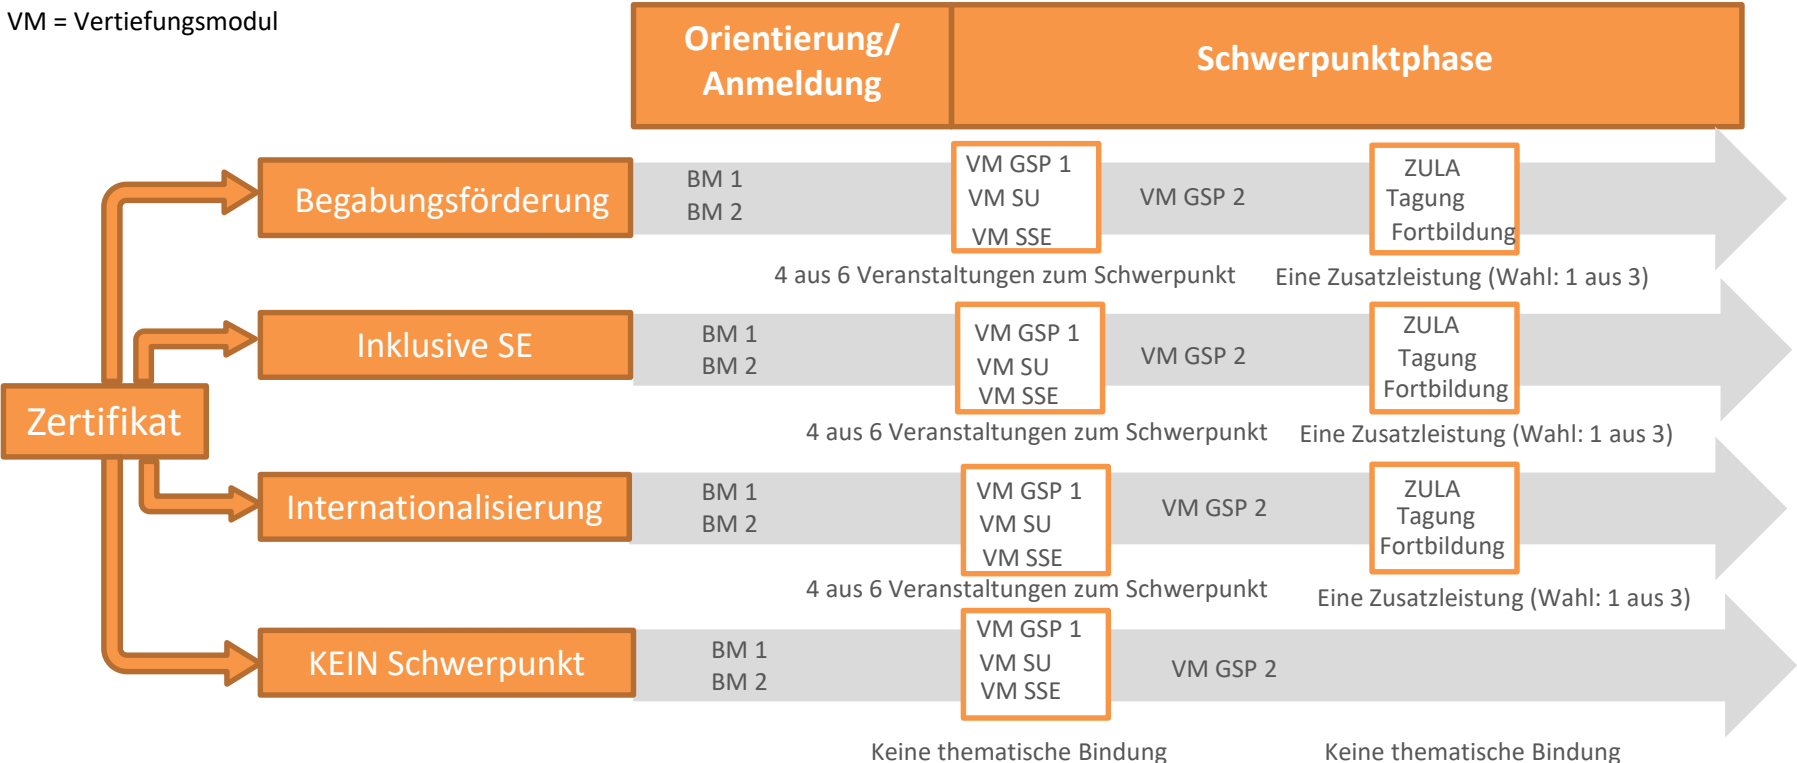 VM = Vertiefungsmodul
Orientierung/
Anmeldung
Schwerpunktphase
Zertifikat
Begabungsförderung
BM 1
BM 2
VM GSP 1
VM SU
VM SSE
VM GSP 2
ZULA
Tagung
Fortbildung
4 aus 6 Veranstaltungen zum Schwerpunkt
Eine Zusatzleistung (Wahl: 1 aus 3)
Inklusive SE
BM 1
BM 2
VM GSP 1
VM SU
VM SSE
VM GSP 2
ZULA
Tagung
Fortbildung
4 aus 6 Veranstaltungen zum Schwerpunkt
Eine Zusatzleistung (Wahl: 1 aus 3)
Internationalisierung
BM 1
BM 2
VM GSP 1
VM SU
VM SSE
VM GSP 2
ZULA
Tagung
Fortbildung
4 aus 6 Veranstaltungen zum Schwerpunkt
Eine Zusatzleistung (Wahl: 1 aus 3)
KEIN Schwerpunkt
BM 1
BM 2
VM GSP 1
VM SU
VM SSE
VM GSP 2
Keine thematische Bindung
Keine thematische Bindung